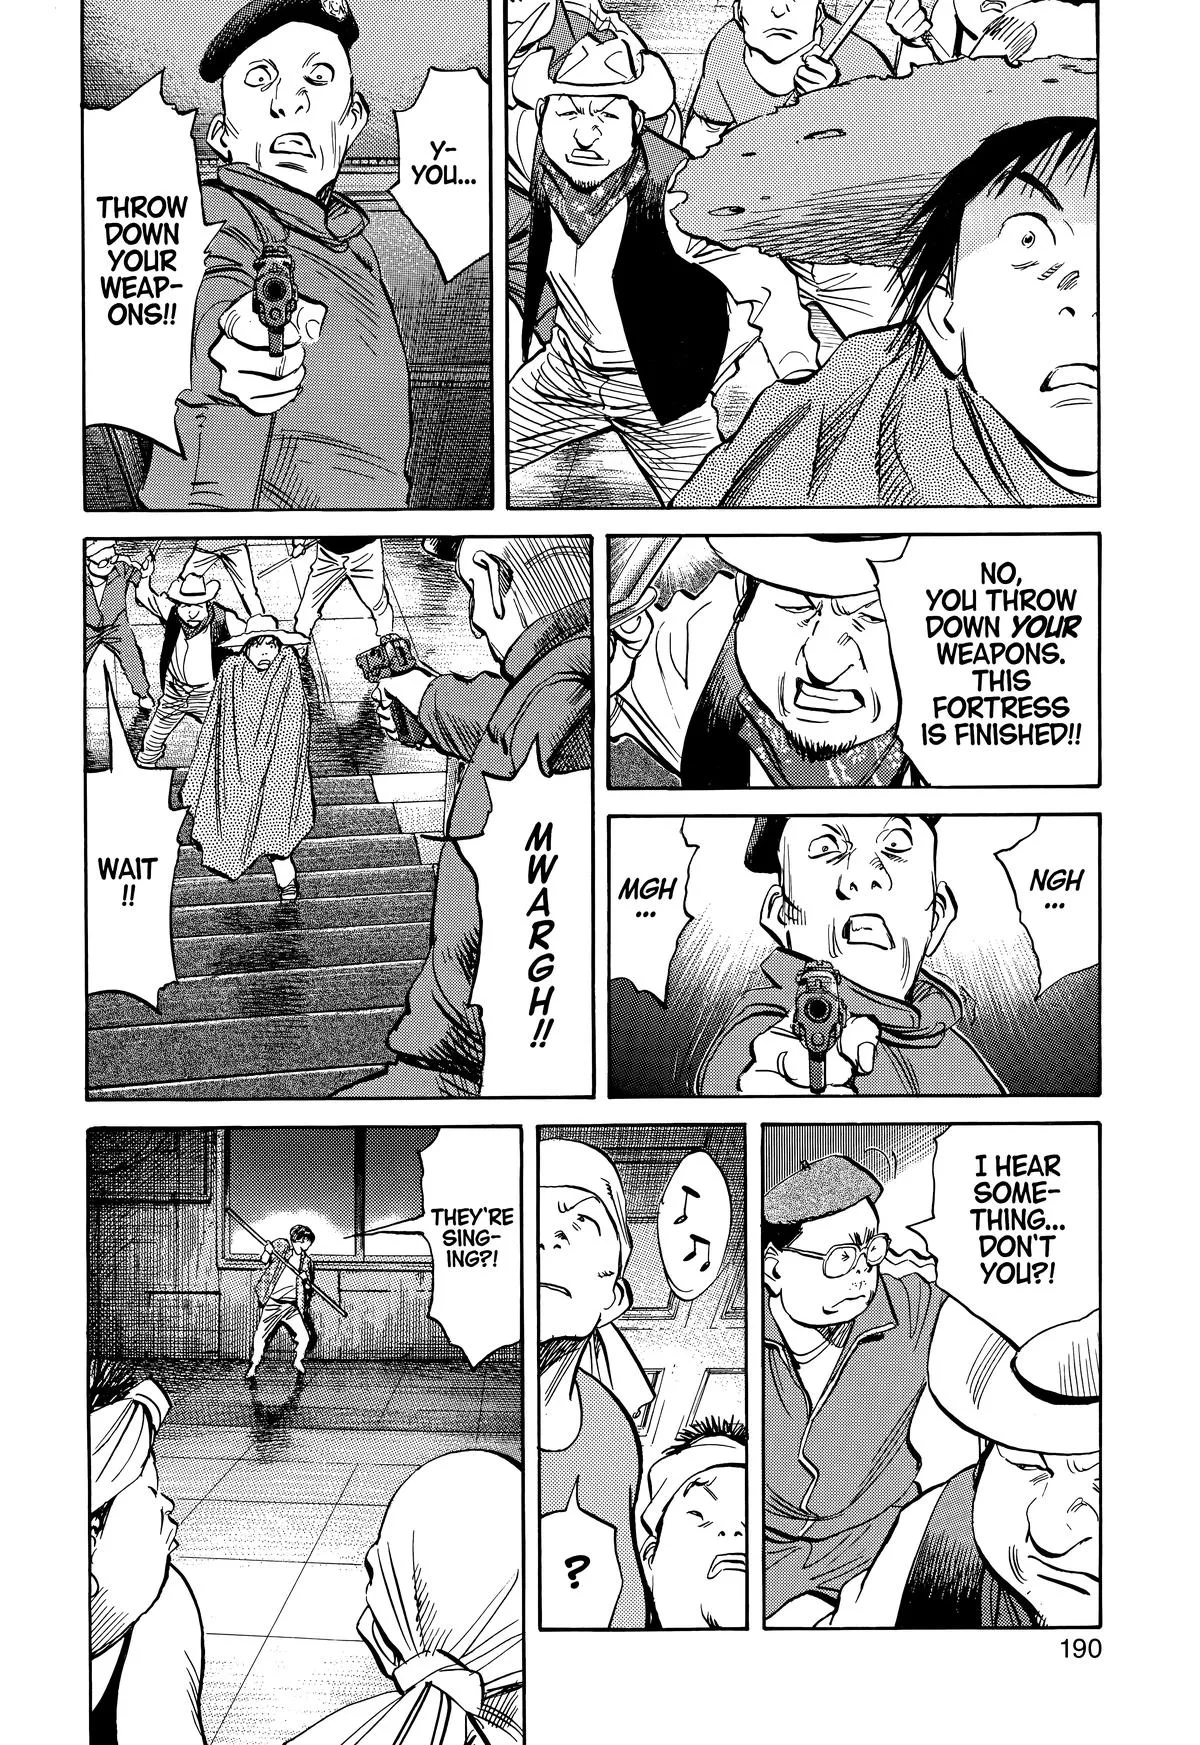 Y-
YOU...
THROW
DOWN
YOUR
WEAP-
ONS!!
NO,
YOU THROW
DOWN YOUR
WEAPONS.
THIS
FORTRESS
IS FINISHED!!
NGH
...
MGH
...
MWARGH!!
WAIT
!!
I HEAR
SOME-
THING...
DON'T
YOU?!
?
THEY'RE
SING-
ING?!
190